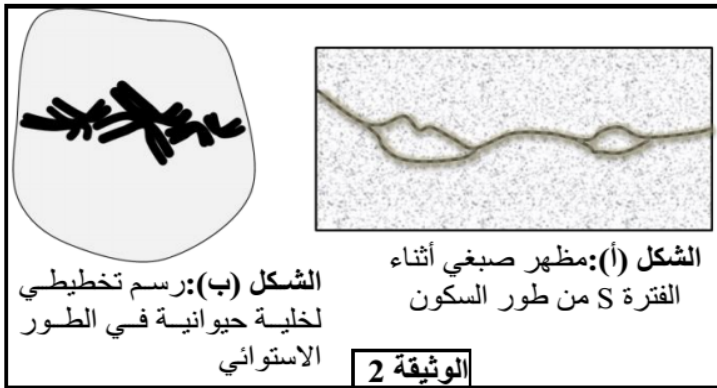 الشكل (أ):مظهر صبغي أثناء
الفترة S من طور السكون
الشكل (ب):رسم تخطيطي
لخلية حيوانية في الطور
الاستوائي
الوثيقة 2